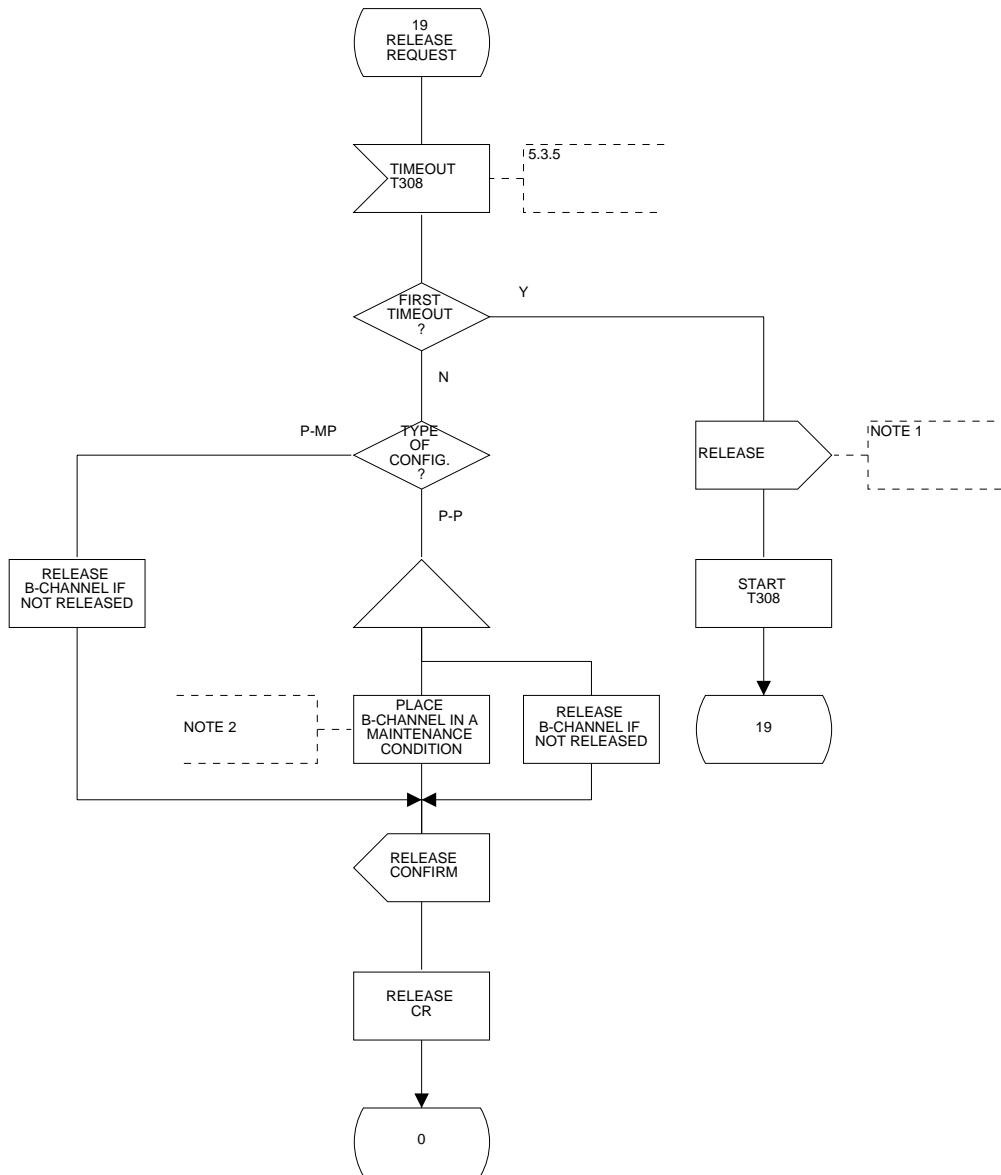 19
RELEASE
REQUEST
TIMEOUT
T308
5.3.5
FIRST
TIMEOUT
?
Y
N
P-MP
TYPE
OF
CONFIG.
?
RELEASE
NOTE 1
P-P
RELEASE
B-CHANNEL IF
NOT RELEASED
START
T308
NOTE 2
PLACE
B-CHANNEL IN A
MAINTENANCE
CONDITION
RELEASE
B-CHANNEL IF
NOT RELEASED
19
RELEASE
CONFIRM
RELEASE
CR
0